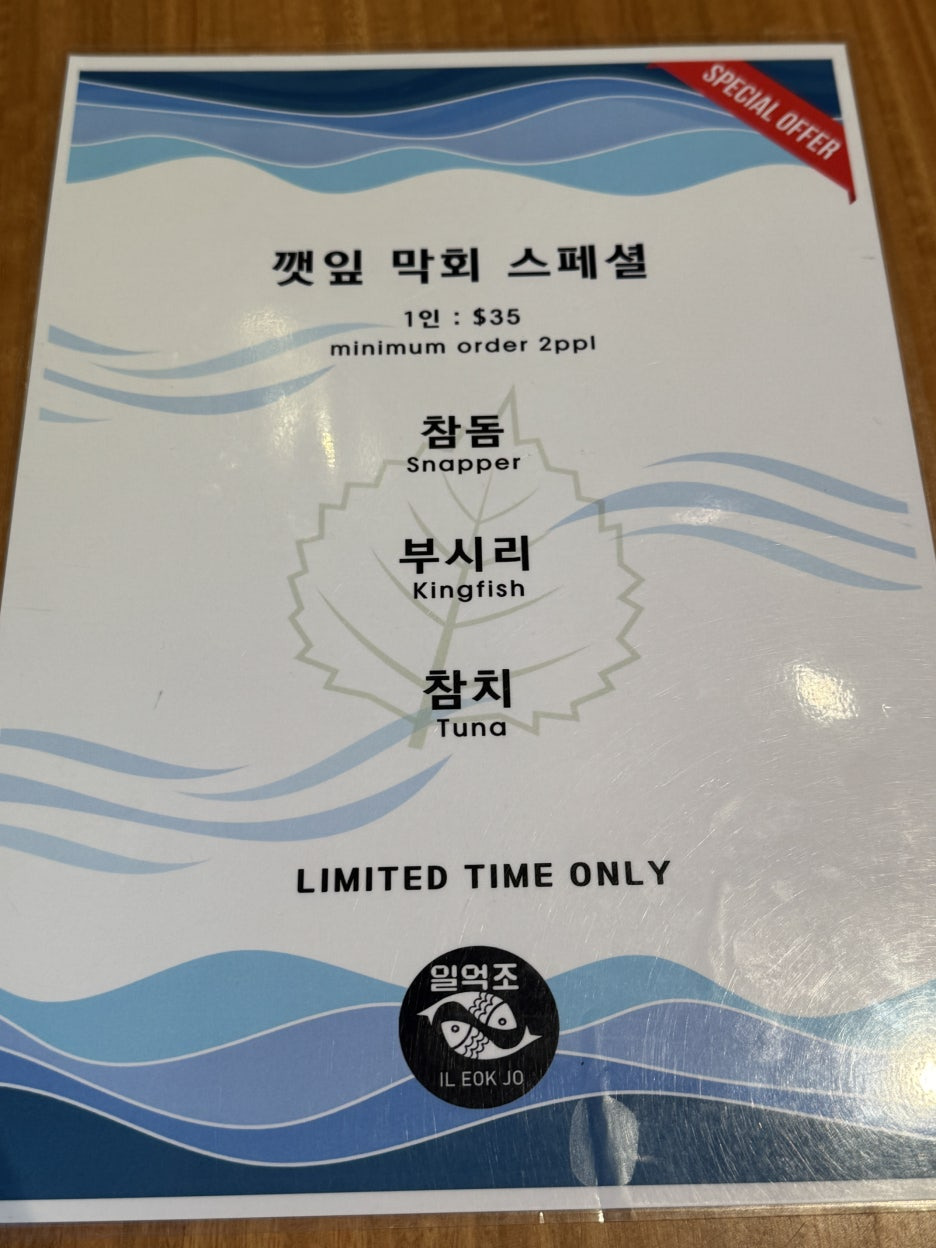 SPECIAL OFFER
깻잎 막회 스페셜
1인 : $35
minimum order 2ppl
참돔
Snapper
부시리
Kingfish
참치
Tuna
LIMITED TIME ONLY
일억조
IL EOK JO